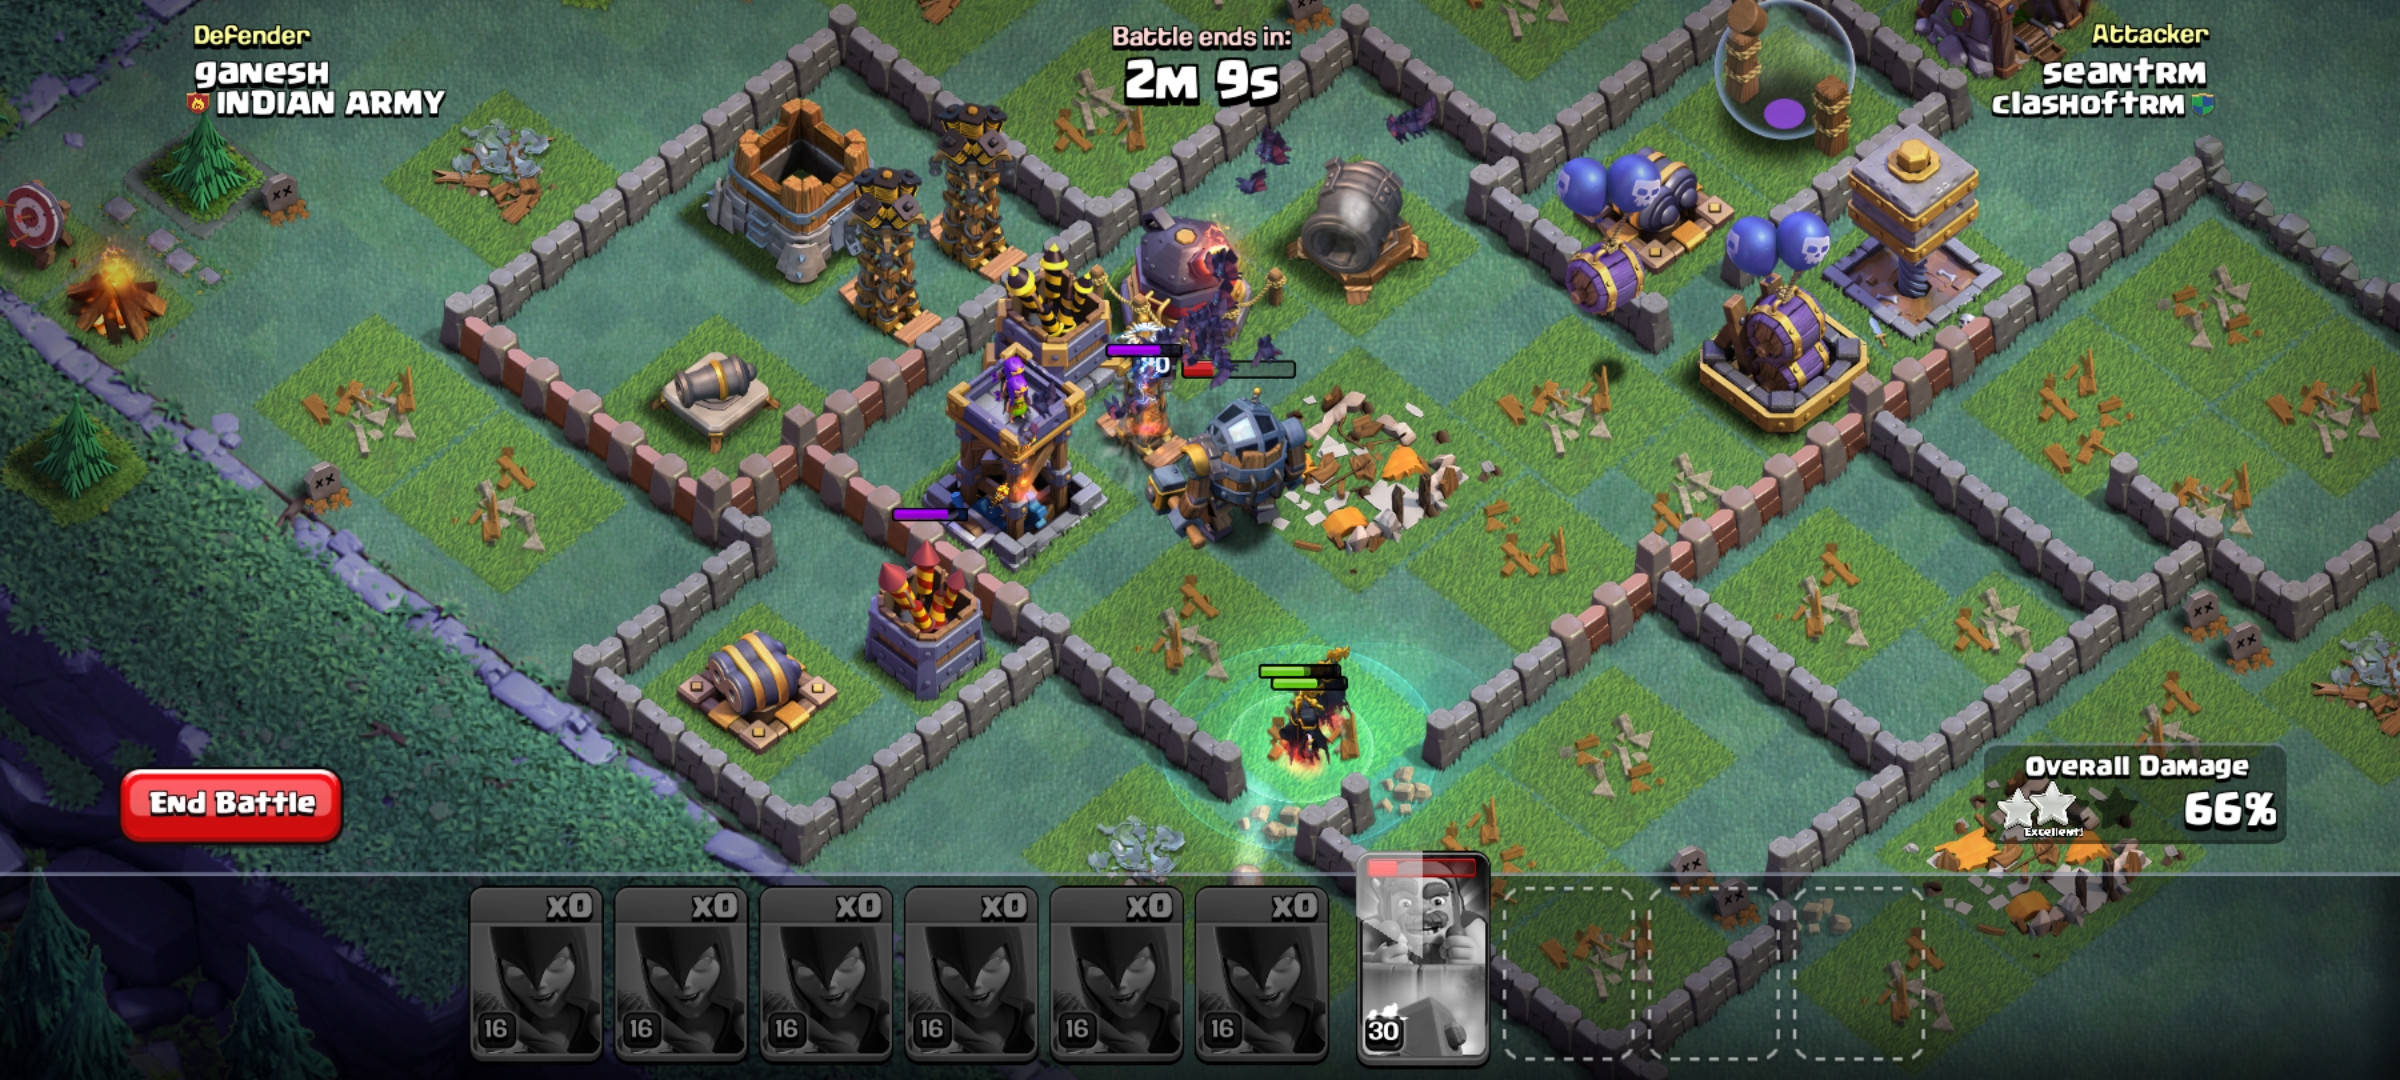 Defender
ganesh
INDIAN ARMY
Battle ends in:
2M 9s
Attacker
seantrm
clashoftrm
End Battle
Overall Damage
Excellent!
66%
x0
x0
x0
x0
x0
x0
16
16
16
16
16
16
30